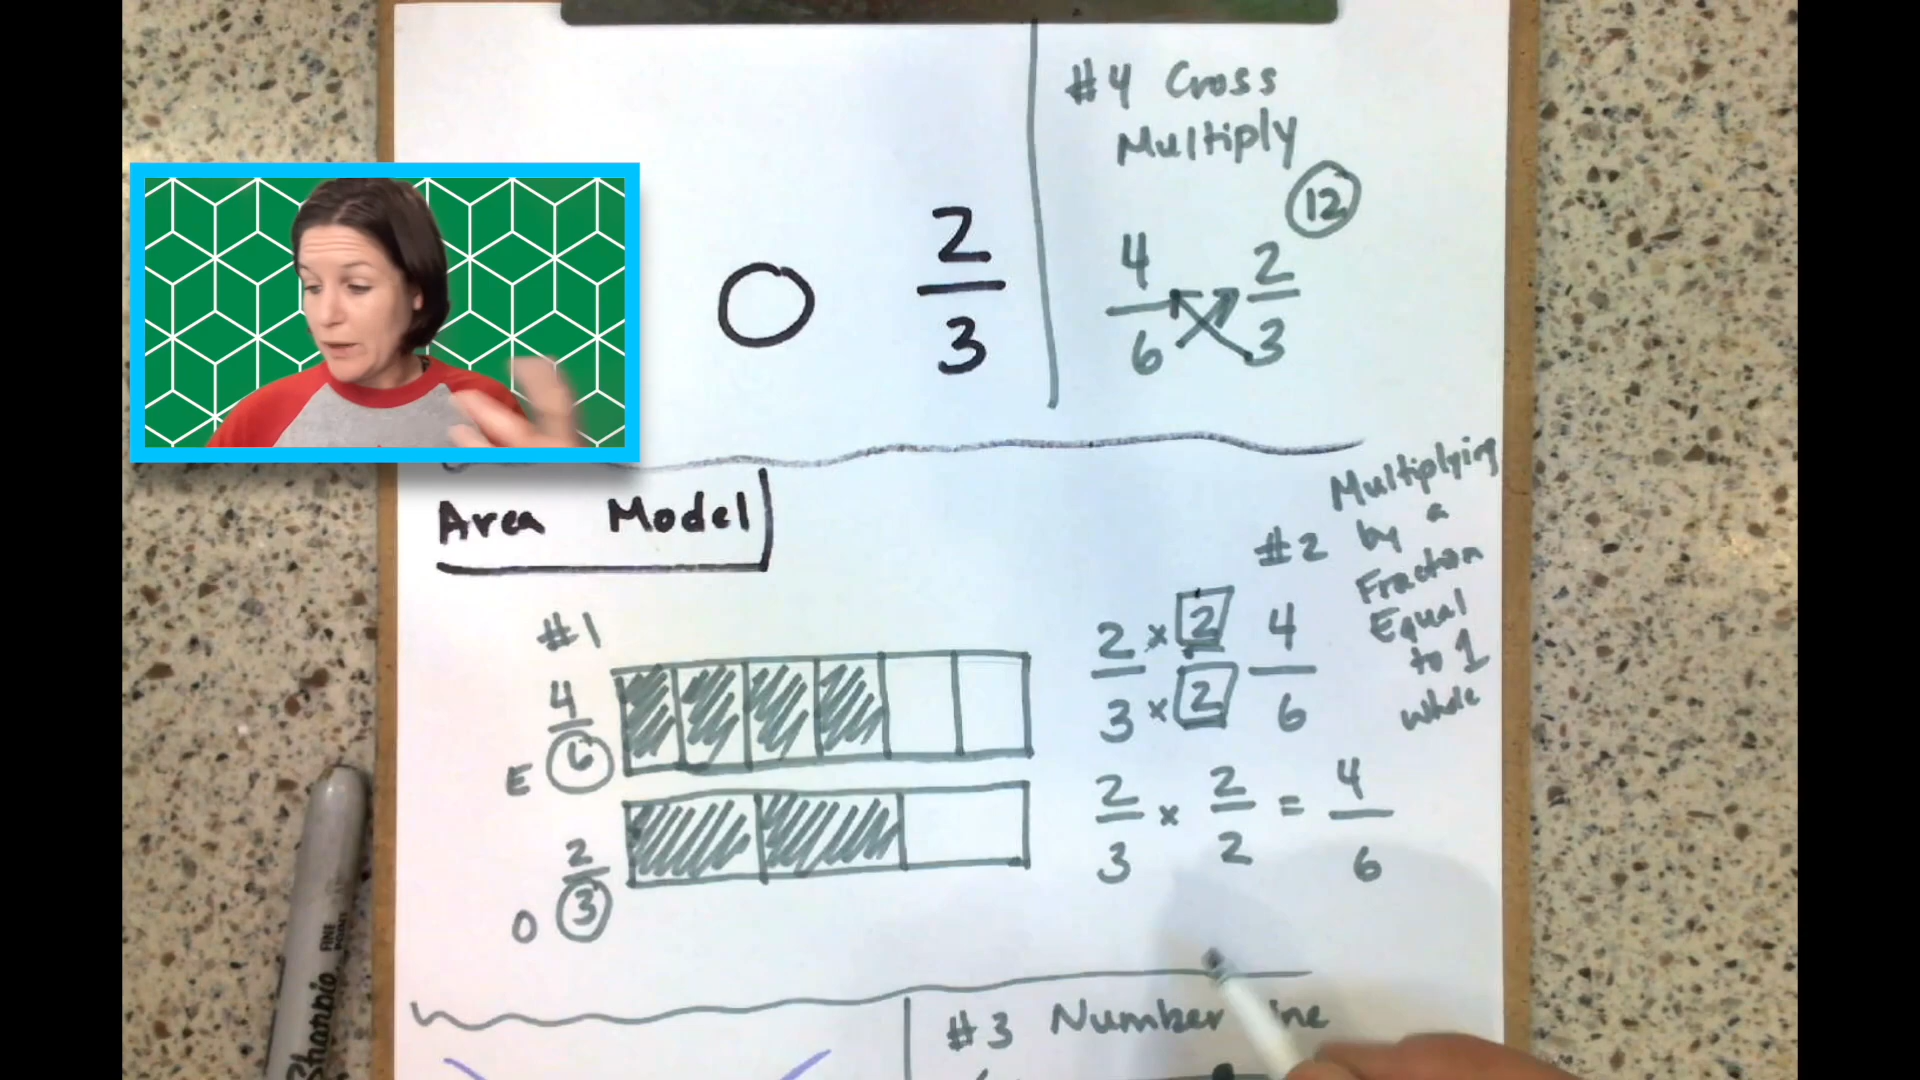 2
3
#4 Cross
Multiply
12
4 2
6 3
Area Model
#1
4
6
E
2
3
O
#2
Multiplying
by a
Fraction
Equal
to 1
whole
2 × 2 4
3 × 2 6
2 × 2 = 4
3 2 6
#3 Number
Sharpie
FINE
POINT